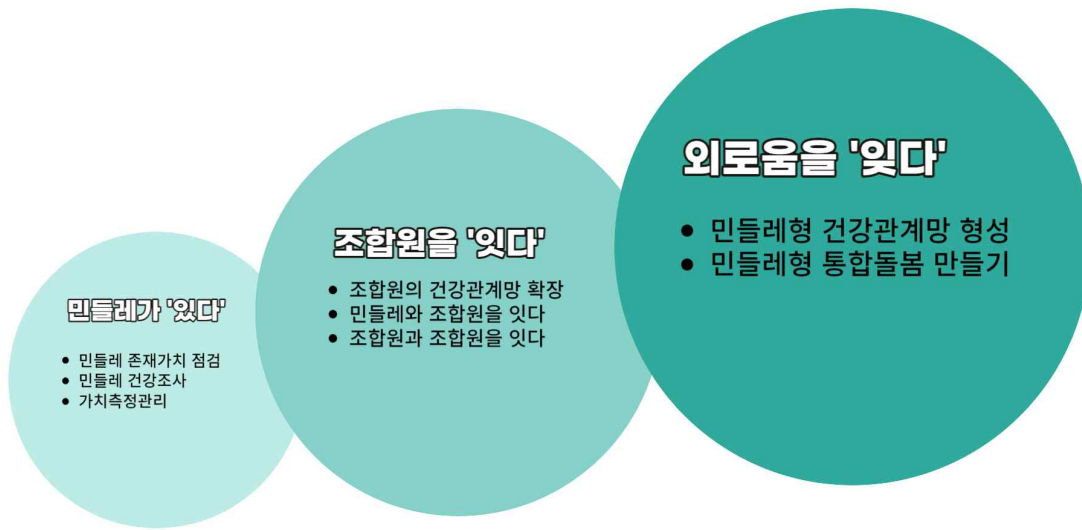 민들레가 '있다'
• 민들레 존재가치 점검
• 민들레 건강조사
• 가치측정관리
조합원을 '잇다'
• 조합원의 건강관계망 확장
• 민들레와 조합원을 잇다
• 조합원과 조합원을 잇다
외로움을 '잊다'
• 민들레형 건강관계망 형성
• 민들레형 통합돌봄 만들기